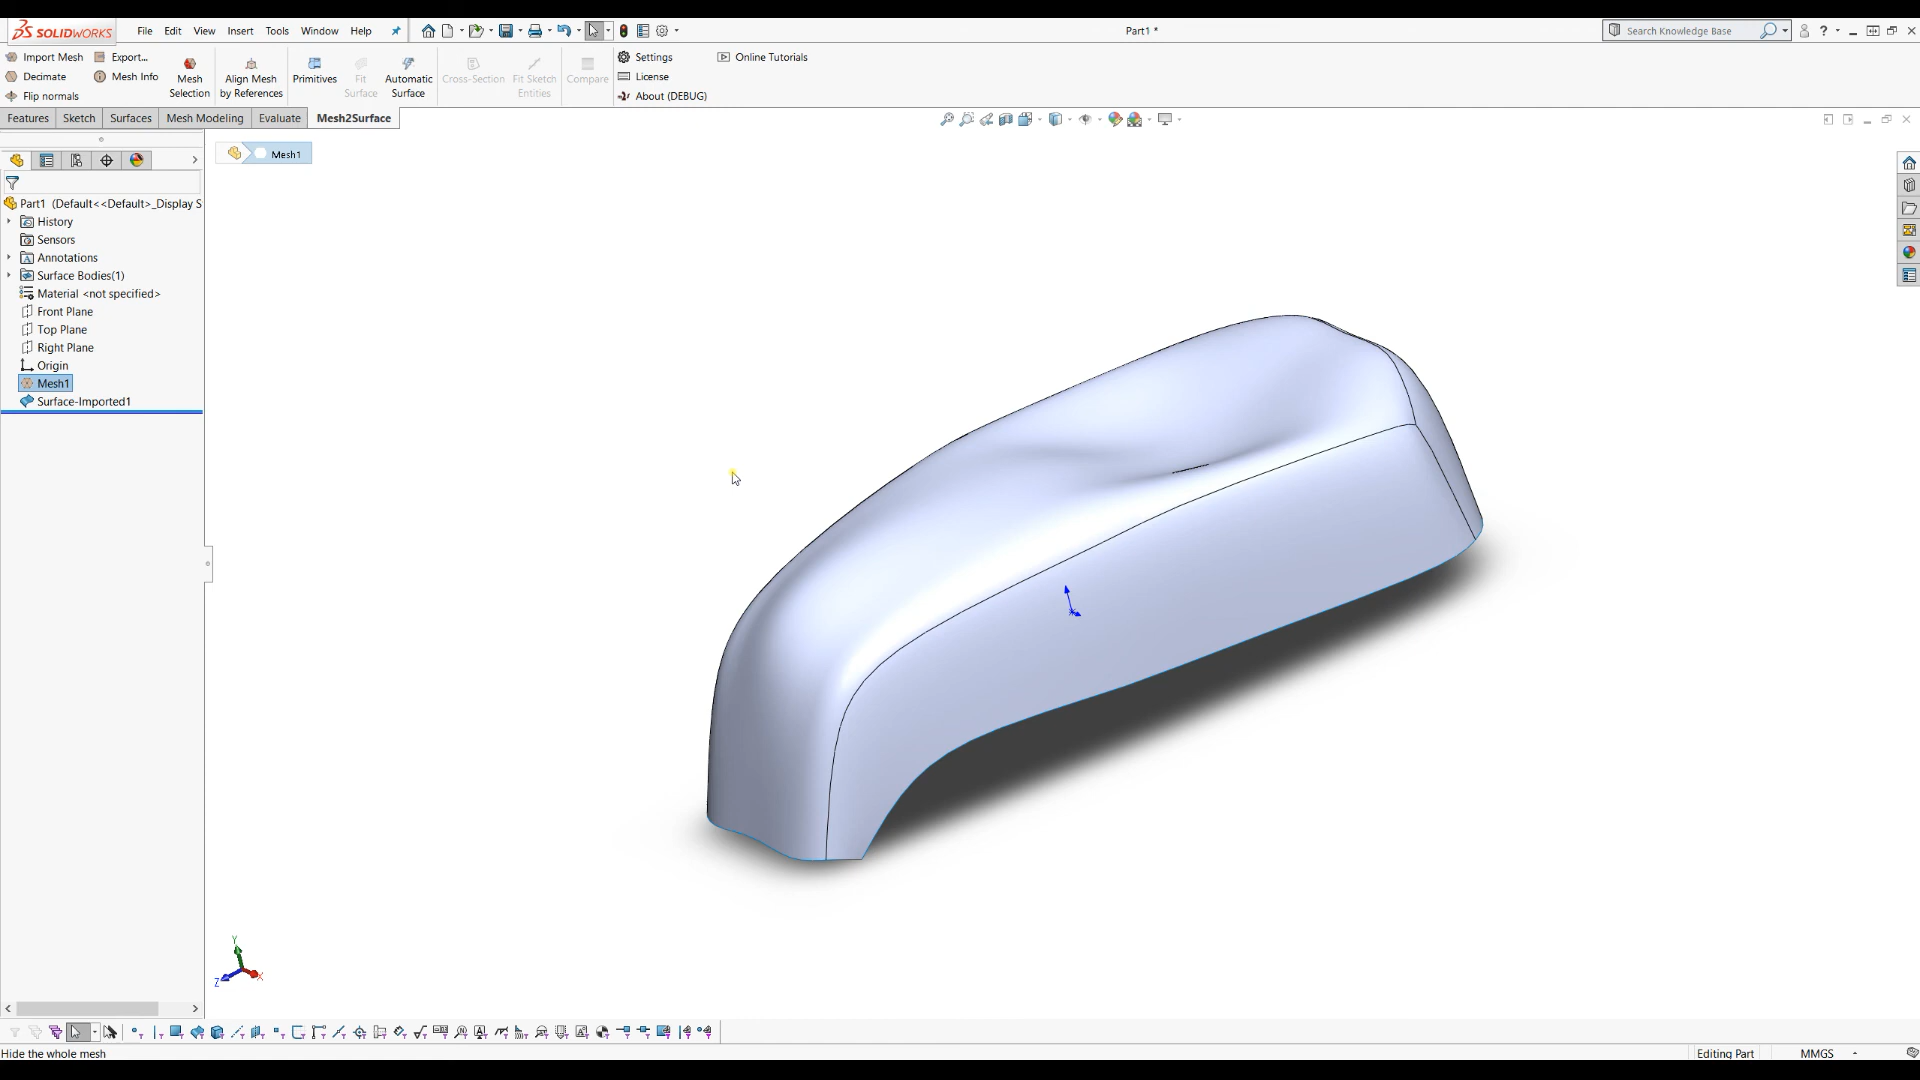 SOLIDWORKS
File Edit View Insert Tools Window Help
Part1 *
Search Knowledge Base
Import Mesh Export... Settings Online Tutorials
Decimate Mesh Info License
Flip normals About (DEBUG)
Mesh Selection
Align Mesh by References
Primitives
Fit Surface
Automatic Surface
Cross-Section
Fit Sketch Entities
Compare
Features Sketch Surfaces Mesh Modeling Evaluate Mesh2Surface
Mesh1
Part1 (Default<<Default>_Display S
History
Sensors
Annotations
Surface Bodies(1)
Material <not specified>
Front Plane
Top Plane
Right Plane
Origin
Mesh1
Surface-Imported1
Y
Z
X
Hide the whole mesh
Editing Part
MMGS